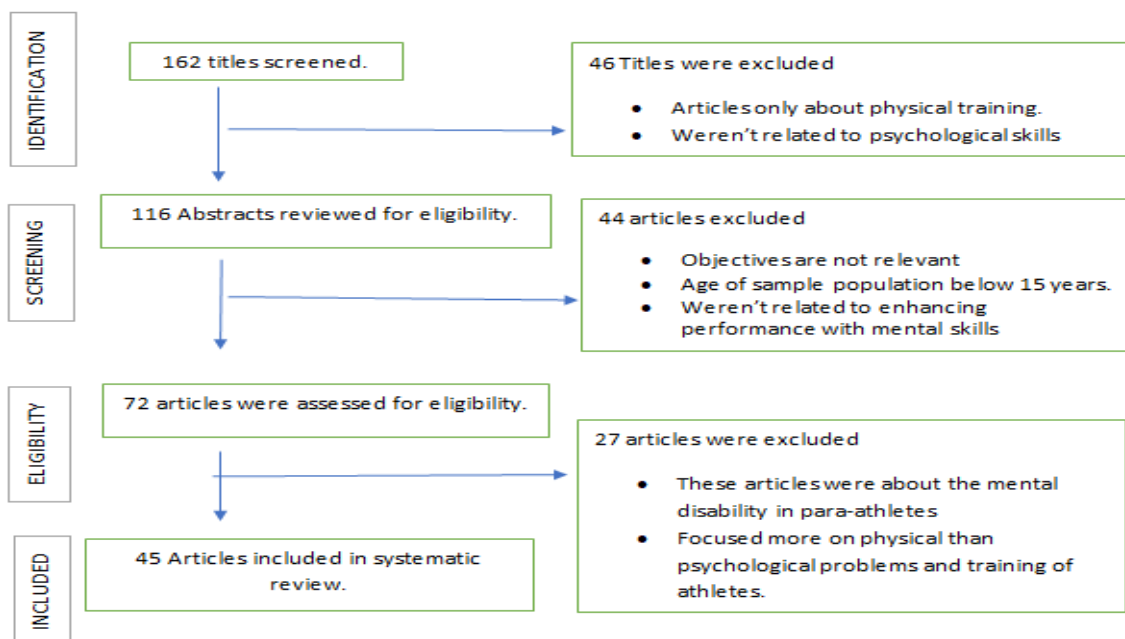 IDENTIFICATION
162 titles screened.
46 Titles were excluded
• Articles only about physical training.
• Weren't related to psychological skills
SCREENING
116 Abstracts reviewed for eligibility.
44 articles excluded
• Objectives are not relevant
• Age of sample population below 15 years.
• Weren't related to enhancing
performance with mental skills
ELIGIBILITY
72 articles were assessed for eligibility.
27 articles were excluded
• These articles were about the mental
disability in para-athletes
• Focused more on physical than
psychological problems and training of
athletes.
INCLUDED
45 Articles included in systematic
review.